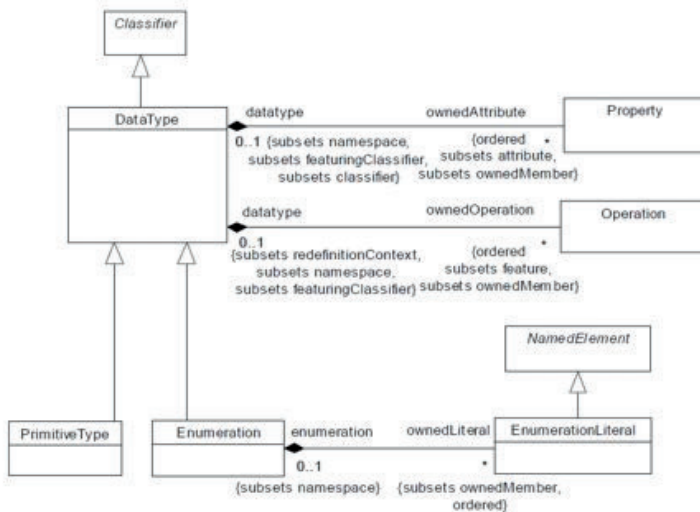 Classifier
DataType
datatype
ownedAttribute
Property
0..1 {subsets namespace,
subsets featuringClassifier,
subsets classifier}
{ordered *
subsets attribute,
subsets ownedMember}
datatype
ownedOperation
Operation
0..1
{subsets redefinitionContext,
subsets namespace,
subsets featuringClassifier}
*
{ordered
subsets feature,
subsets ownedMember}
NamedElement
PrimitiveType
Enumeration
enumeration
ownedLiteral
EnumerationLiteral
0..1
{subsets namespace}
*
{subsets ownedMember,
ordered}